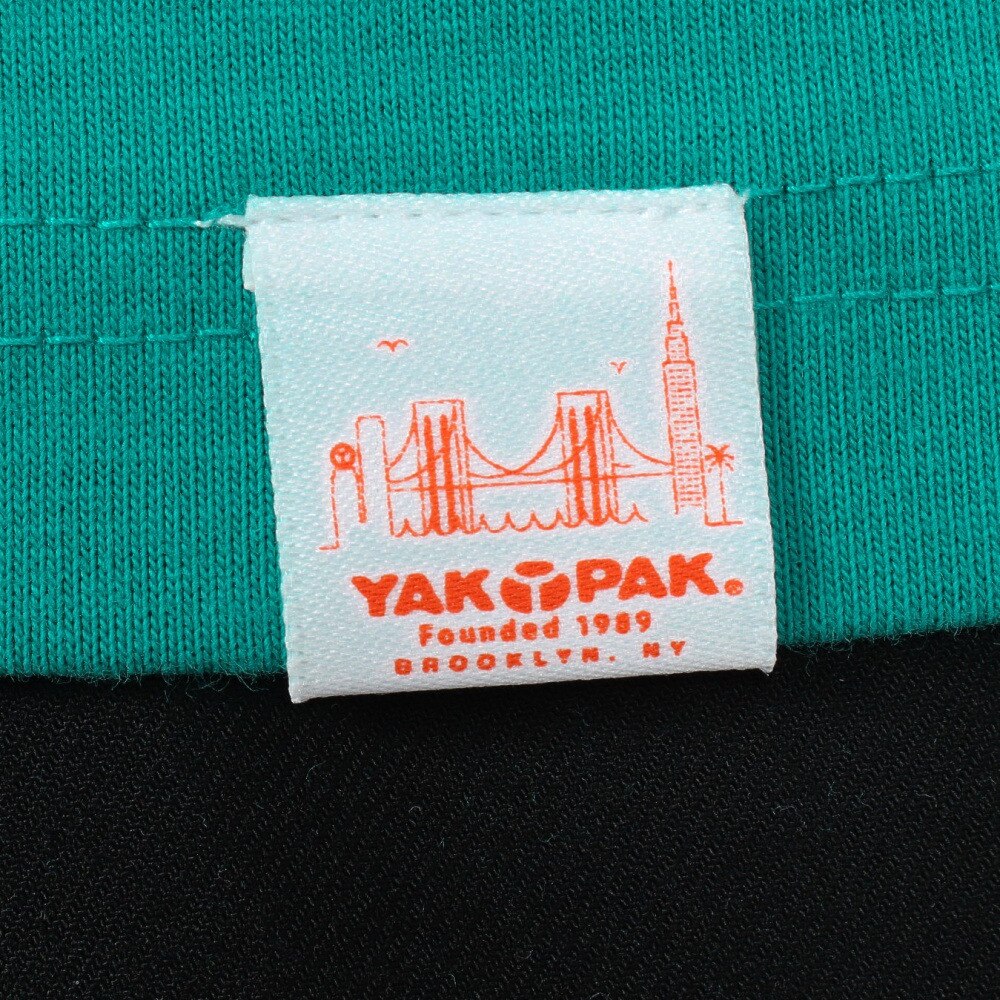 YAK PAK®
Founded 1989
BROOKLYN, NY